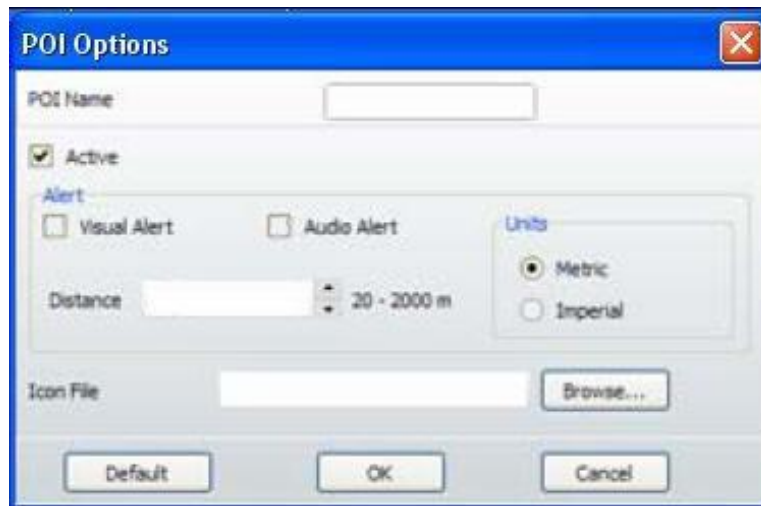 POI Options
POI Name
Active
Alert
Visual Alert
Audio Alert
Units
Metric
Distance
20 - 2000 m
Imperial
Icon File
Browse...
Default
OK
Cancel